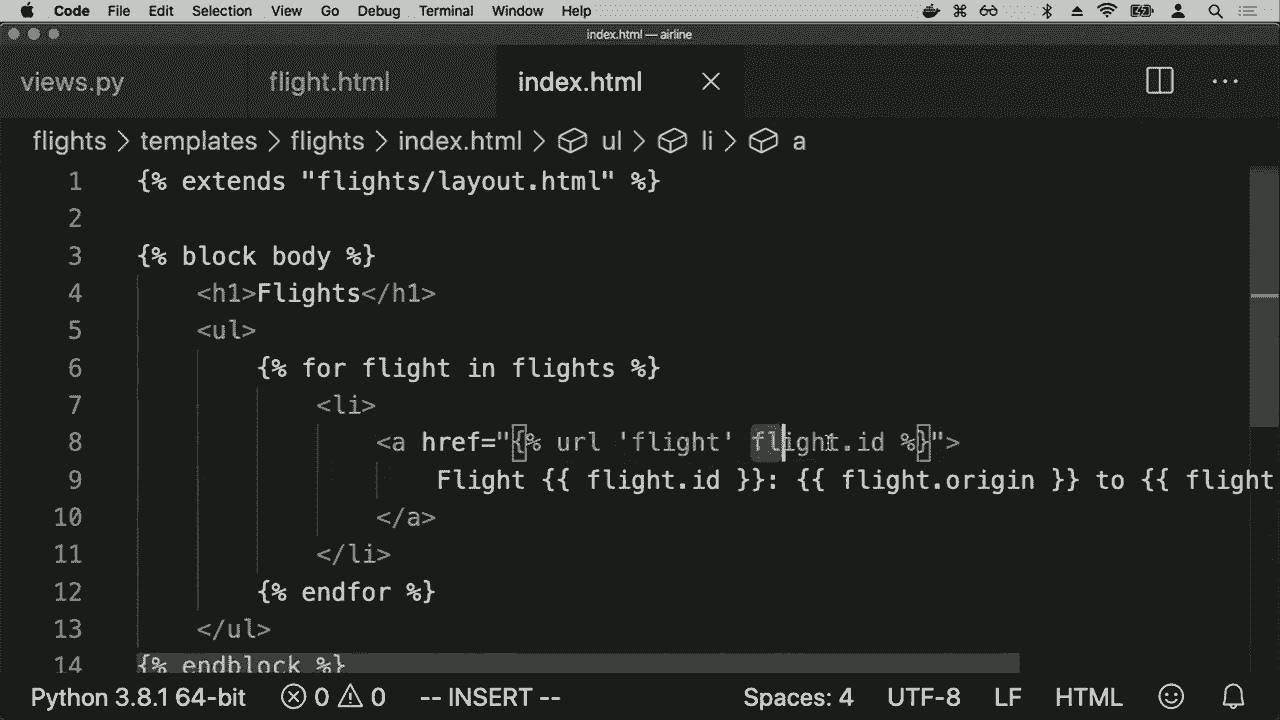 Code File Edit Selection View Go Debug Terminal Window Help
index.html — airline
views.py flight.html index.html
flights > templates > flights > index.html > ul > li > a
1 {% extends "flights/layout.html" %}
2
3 {% block body %}
4 <h1>Flights</h1>
5 <ul>
6 {% for flight in flights %}
7 <li>
8 <a href="{% url 'flight' flight.id %}">
9 Flight {{ flight.id }}: {{ flight.origin }} to {{ flight
10 </a>
11 </li>
12 {% endfor %}
13 </ul>
14 {% endblock %}
Python 3.8.1 64-bit 0 0 -- INSERT -- Spaces: 4 UTF-8 LF HTML